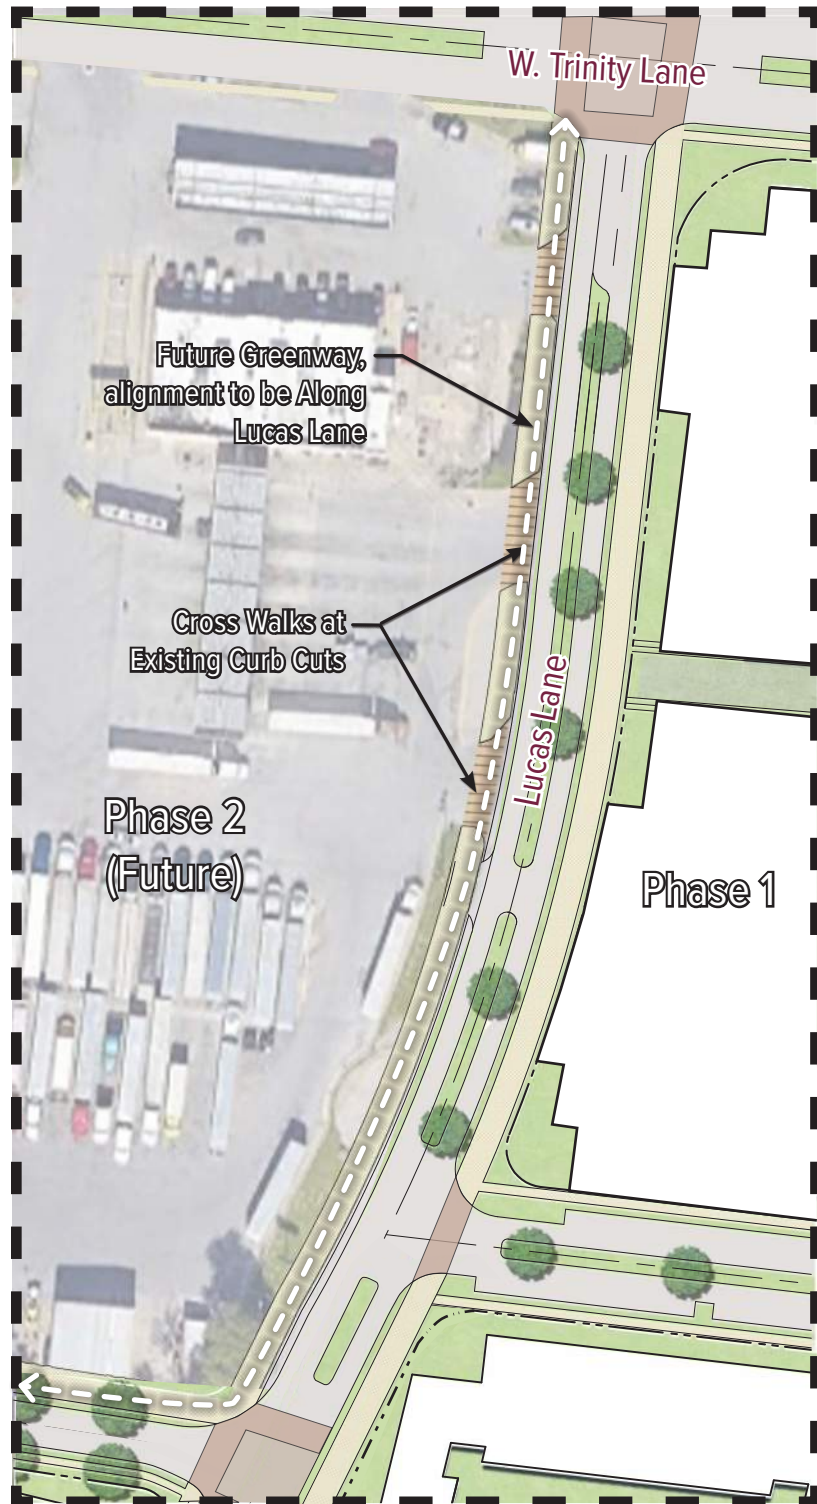 W. Trinity Lane
Future Greenway,
alignment to be Along
Lucas Lane
Cross Walks at
Existing Curb Cuts
Lucas Lane
Phase 2
(Future)
Phase 1